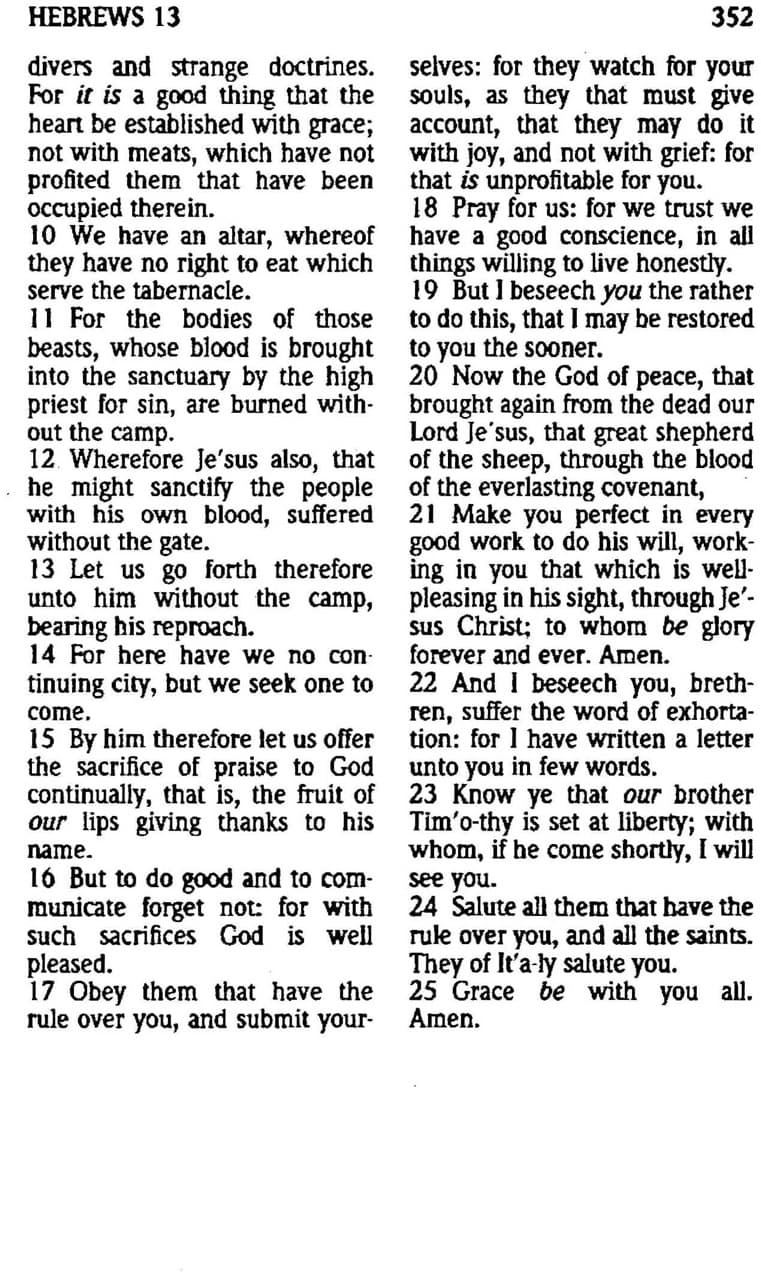 HEBREWS 13
352
divers and strange doctrines.
For it is a good thing that the
heart be established with grace;
not with meats, which have not
profited them that have been
occupied therein.
10 We have an altar, whereof
they have no right to eat which
serve the tabernacle.
11 For the bodies of those
beasts, whose blood is brought
into the sanctuary by the high
priest for sin, are burned with-
out the camp.
12 Wherefore Je'sus also, that
he might sanctify the people
with his own blood, suffered
without the gate.
13 Let us go forth therefore
unto him without the camp,
bearing his reproach.
14 For here have we no con-
tinuing city, but we seek one to
come.
15 By him therefore let us offer
the sacrifice of praise to God
continually, that is, the fruit of
our lips giving thanks to his
name.
16 But to do good and to com-
municate forget not: for with
such sacrifices God is well
pleased.
17 Obey them that have the
rule over you, and submit your-
selves: for they watch for your
souls, as they that must give
account, that they may do it
with joy, and not with grief: for
that is unprofitable for you.
18 Pray for us: for we trust we
have a good conscience, in all
things willing to live honestly.
19 But I beseech you the rather
to do this, that I may be restored
to you the sooner.
20 Now the God of peace, that
brought again from the dead our
Lord Je'sus, that great shepherd
of the sheep, through the blood
of the everlasting covenant,
21 Make you perfect in every
good work to do his will, work-
ing in you that which is well-
pleasing in his sight, through Je'-
sus Christ; to whom be glory
forever and ever. Amen.
22 And I beseech you, breth-
ren, suffer the word of exhorta-
tion: for I have written a letter
unto you in few words.
23 Know ye that our brother
Tim'o-thy is set at liberty; with
whom, if he come shortly, I will
see you.
24 Salute all them that have the
rule over you, and all the saints.
They of It'a-ly salute you.
25 Grace be with you all.
Amen.